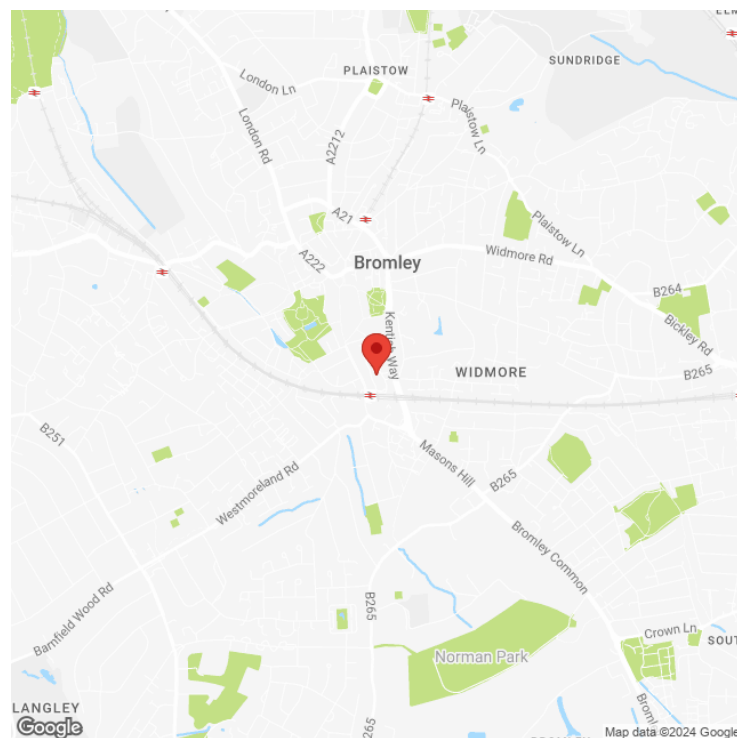 ELM
PLAISTOW
SUNDRIDGE
London Ln
London Rd
A2212
Plaistow Ln
A21
Plaistow Ln
A222
Bromley
Widmore Rd
B264
Kentish Way
Bickley Rd
WIDMORE
B265
B251
Masons Hill
B265
Westmoreland Rd
Bromley Common
Barnfield Wood Rd
B265
Crown Ln
SOUT
Norman Park
LANGLEY
Google
265
Map data ©2024 Google